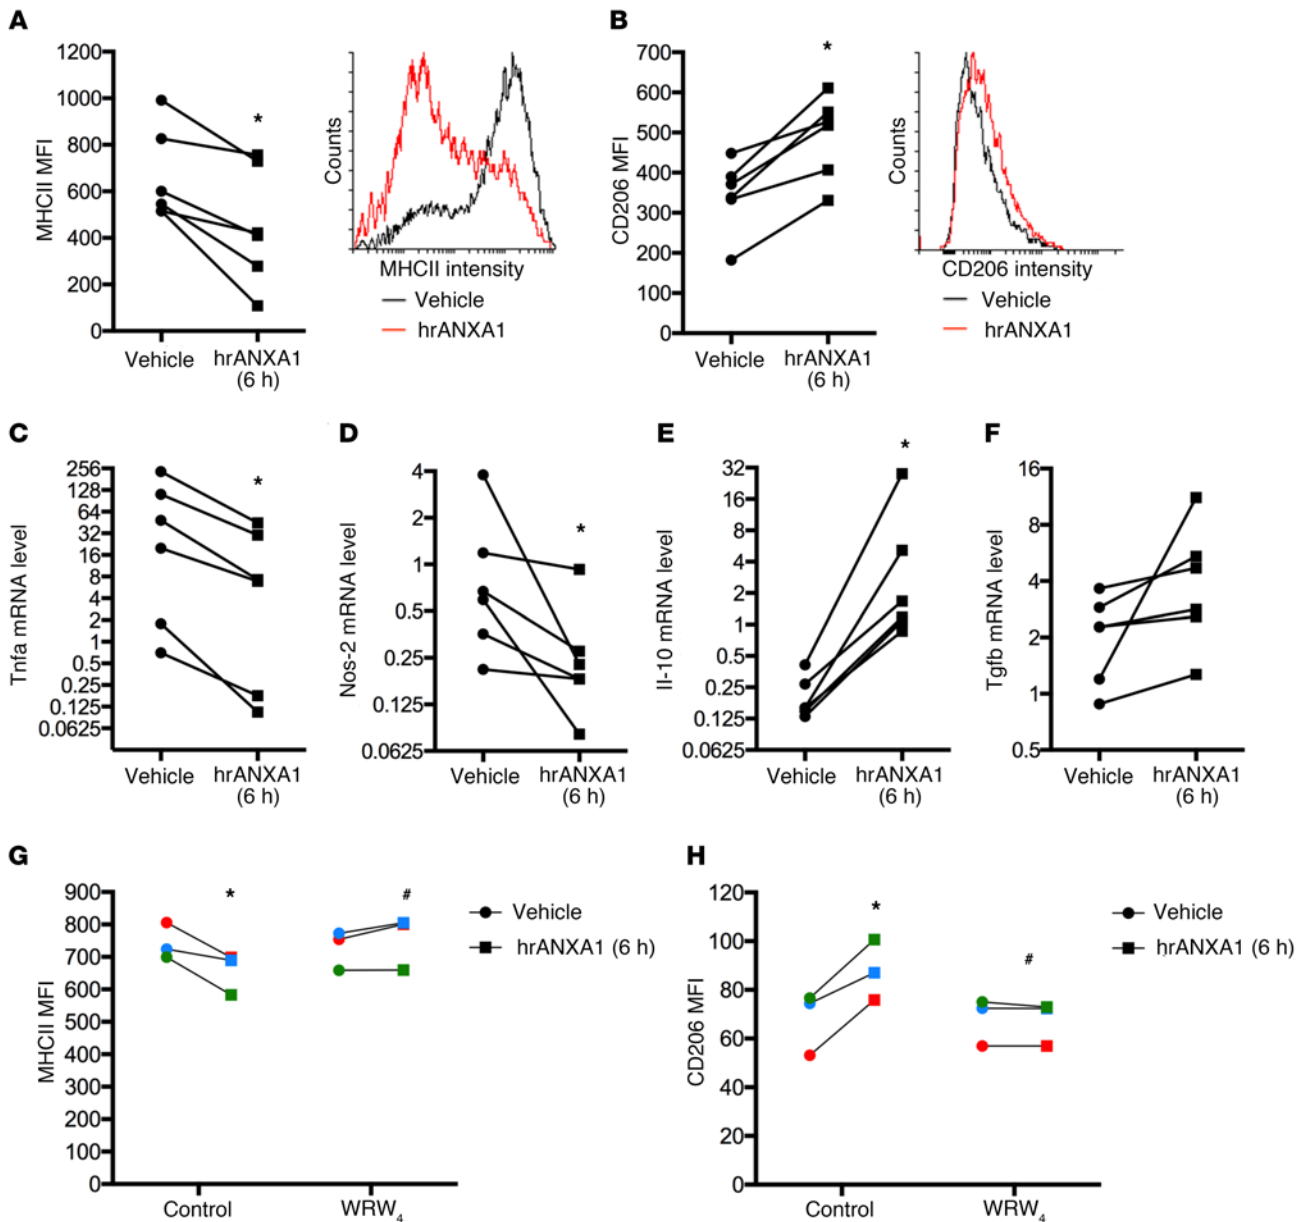 A
1200
1000
800
600
400
200
0
MHCII MFI
*
Vehicle
hrANXA1
(6 h)
Counts
MHCII intensity
Vehicle
hrANXA1
B
700
600
500
400
300
200
100
0
CD206 MFI
*
Vehicle
hrANXA1
(6 h)
Counts
CD206 intensity
Vehicle
hrANXA1
C
256
128
64
32
16
8
4
2
1
0.5
0.25
0.125
0.0625
Tnfa mRNA level
*
Vehicle
hrANXA1
(6 h)
D
4
2
1
0.5
0.25
0.125
0.0625
Nos-2 mRNA level
*
Vehicle
hrANXA1
(6 h)
E
32
16
8
4
2
1
0.5
0.25
0.125
0.0625
Il-10 mRNA level
*
Vehicle
hrANXA1
(6 h)
F
16
8
4
2
1
0.5
Tgfb mRNA level
Vehicle
hrANXA1
(6 h)
G
900
800
700
600
500
400
300
200
100
0
MHCII MFI
*
#
Control
WRW4
Vehicle
hrANXA1 (6 h)
H
120
100
80
60
40
20
0
CD206 MFI
*
#
Control
WRW4
Vehicle
hrANXA1 (6 h)